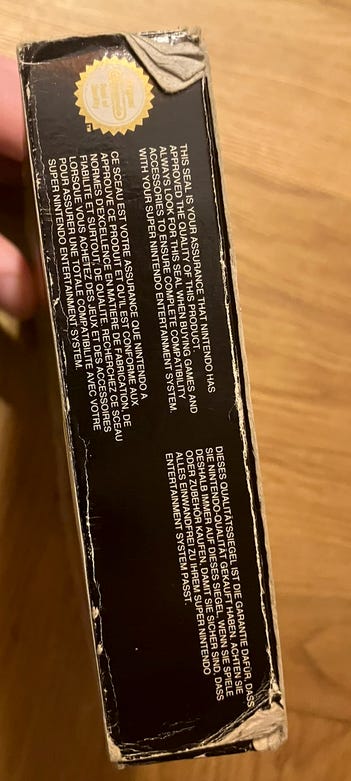 THIS SEAL IS YOUR ASSURANCE THAT NINTENDO HAS
APPROVED THE QUALITY OF THIS PRODUCT.
ALWAYS LOOK FOR THIS SEAL WHEN BUYING GAMES AND
ACCESSORIES TO ENSURE COMPLETE COMPATIBILITY
WITH YOUR SUPER NINTENDO ENTERTAINMENT SYSTEM.
CE SCEAU EST VOTRE ASSURANCE QUE NINTENDO A
APPROUVE CE PRODUIT ET QU'IL EST CONFORME AUX
NORMES D'EXCELLENCE EN MATIERE DE FABRICATION, DE
FIABILITE ET SURTOUT, DE QUALITE. RECHERCHEZ CE SCEAU
LORSQUE VOUS ACHETEZ DES JEUX ET DES ACCESSOIRES
POUR ASSURER UNE TOTALE COMPATIBILITE AVEC VOTRE
SUPER NINTENDO ENTERTAINMENT SYSTEM.
DIESES QUALITÄTSSIEGEL IST DIE GARANTIE DAFÜR, DASS
SIE NINTENDO-QUALITÄT GEKAUFT HABEN. ACHTEN SIE
DESHALB IMMER AUF DIESES SIEGEL, WENN SIE SPIELE
ODER ZUBEHÖR KAUFEN, DAMIT SIE SICHER SIND, DASS
ALLES EINWANDFREI ZU IHREM SUPER NINTENDO
ENTERTAINMENT SYSTEM PASST.